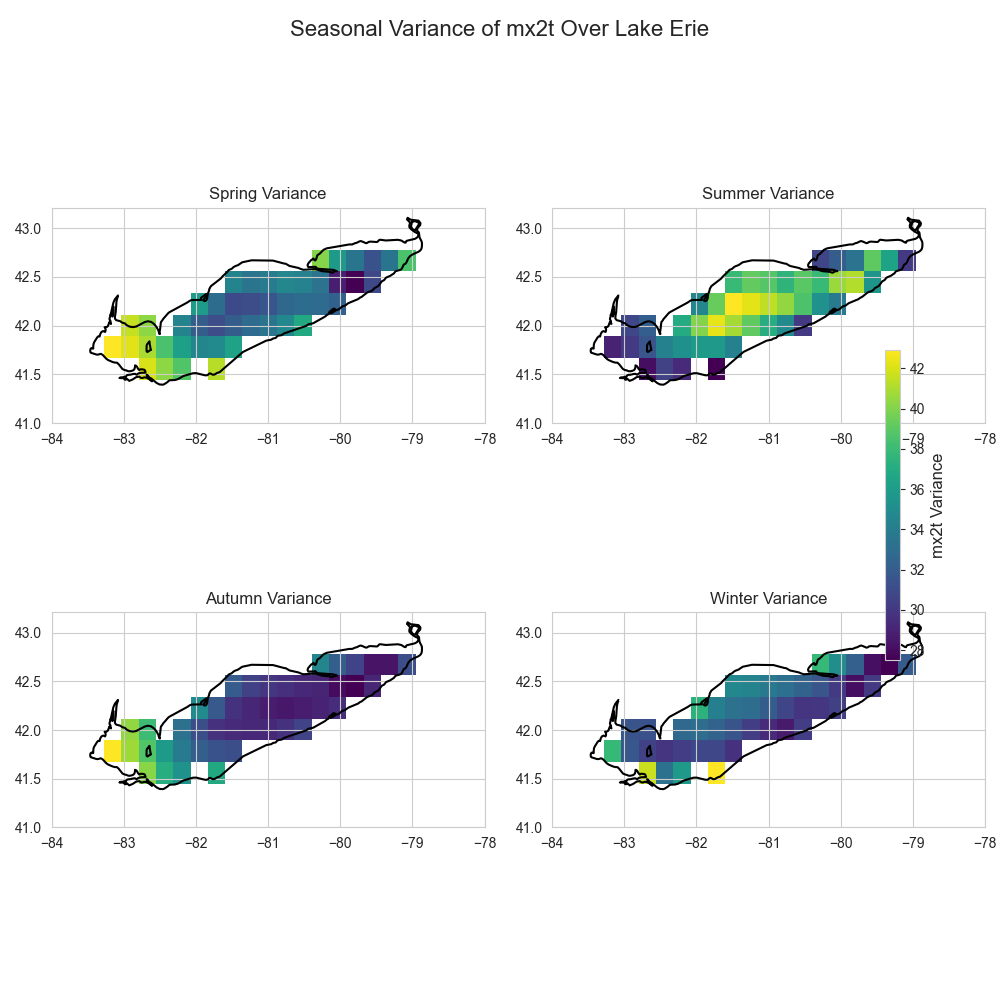 Seasonal Variance of mx2t Over Lake Erie
Spring Variance
43.0
42.5
42.0
41.5
41.0
−84 −83 −82 −81 −80 −79 −78
Summer Variance
43.0
42.5
42.0
41.5
41.0
−84 −83 −82 −81 −80 −79 −78
42
40
38
36
34
32
30
28
mx2t Variance
Autumn Variance
43.0
42.5
42.0
41.5
41.0
−84 −83 −82 −81 −80 −79 −78
Winter Variance
43.0
42.5
42.0
41.5
41.0
−84 −83 −82 −81 −80 −79 −78